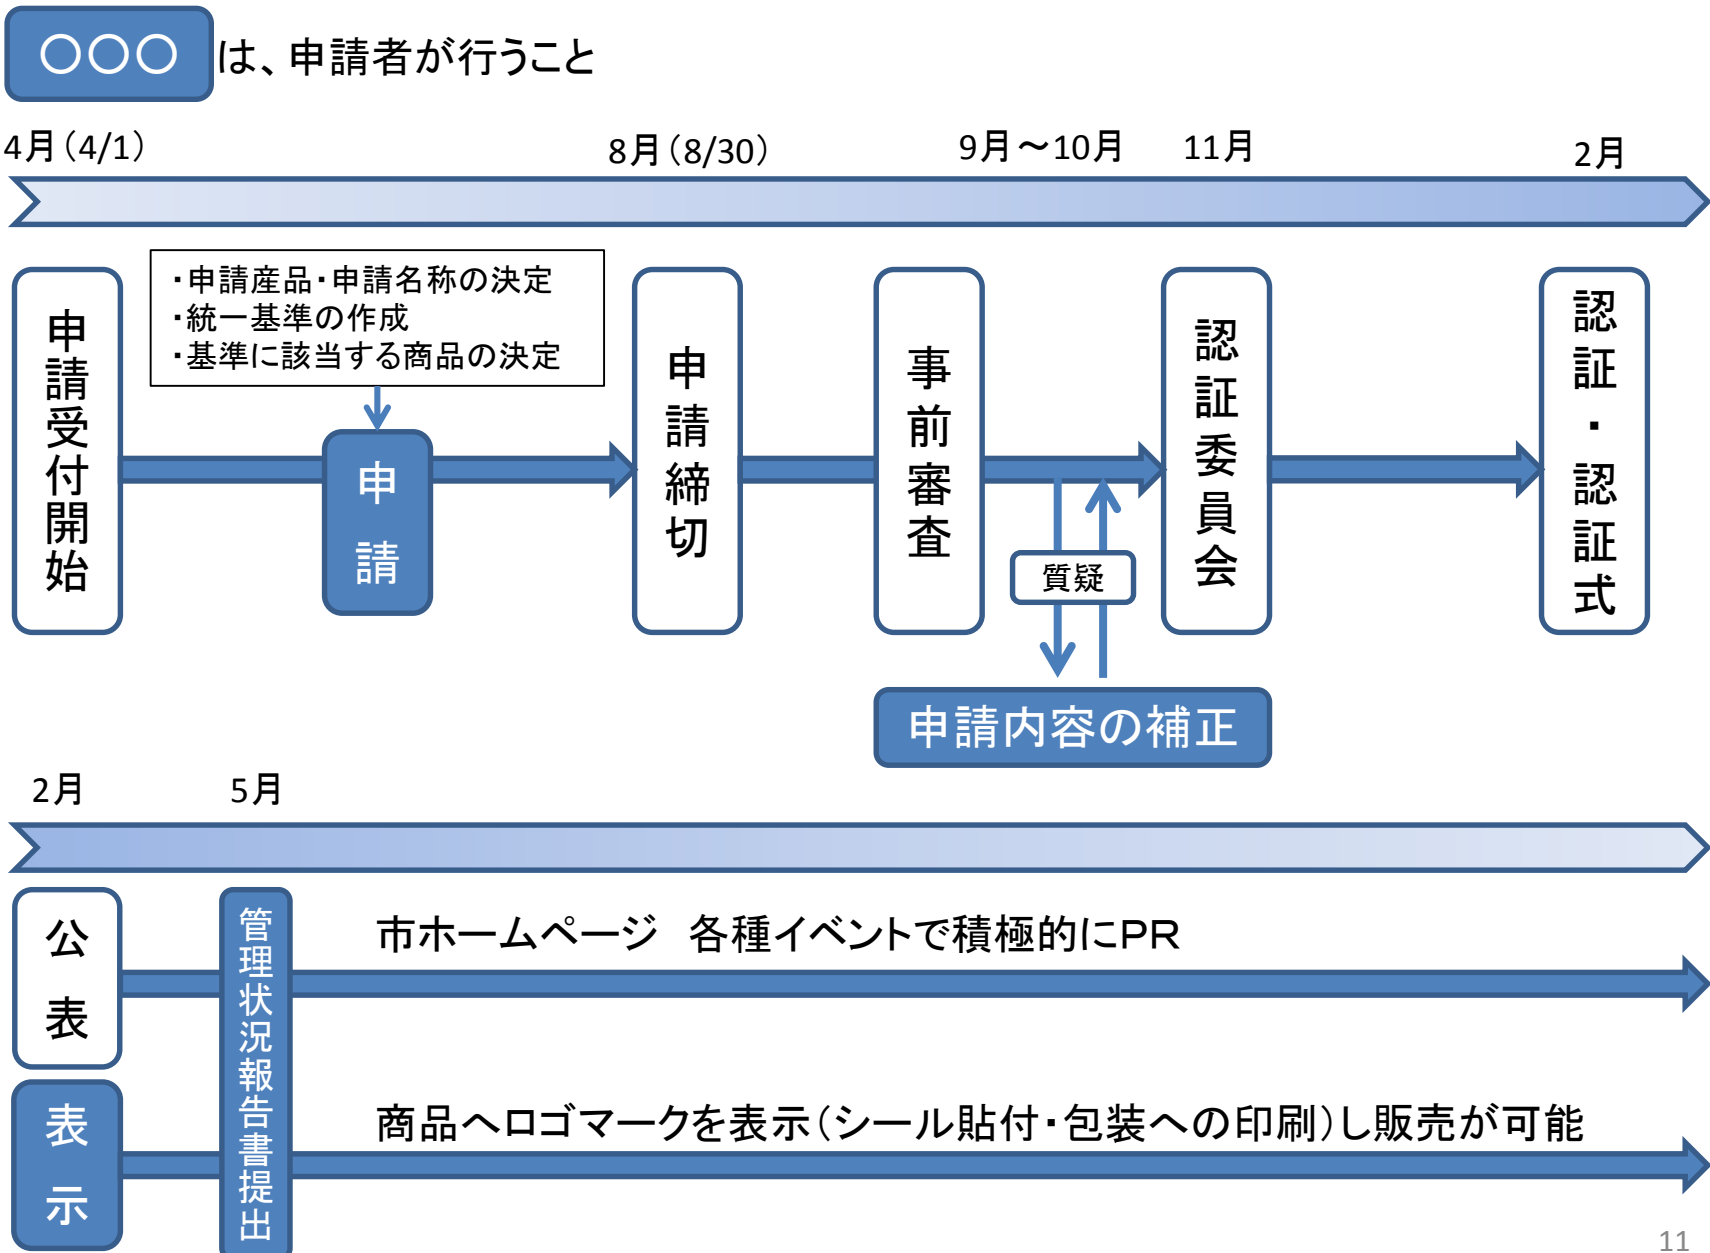 ○○○は、申請者が行うこと
4月(4/1)
8月(8/30)
9月～10月
11月
2月
申請受付開始
・申請産品・申請名称の決定
・統一基準の作成
・基準に該当する商品の決定
申請
申請締切
事前審査
質疑
申請内容の補正
認証委員会
認証・認証式
2月
5月
公表
管理状況報告書提出
市ホームページ　各種イベントで積極的にPR
表示
商品へロゴマークを表示(シール貼付・包装への印刷)し販売が可能
11